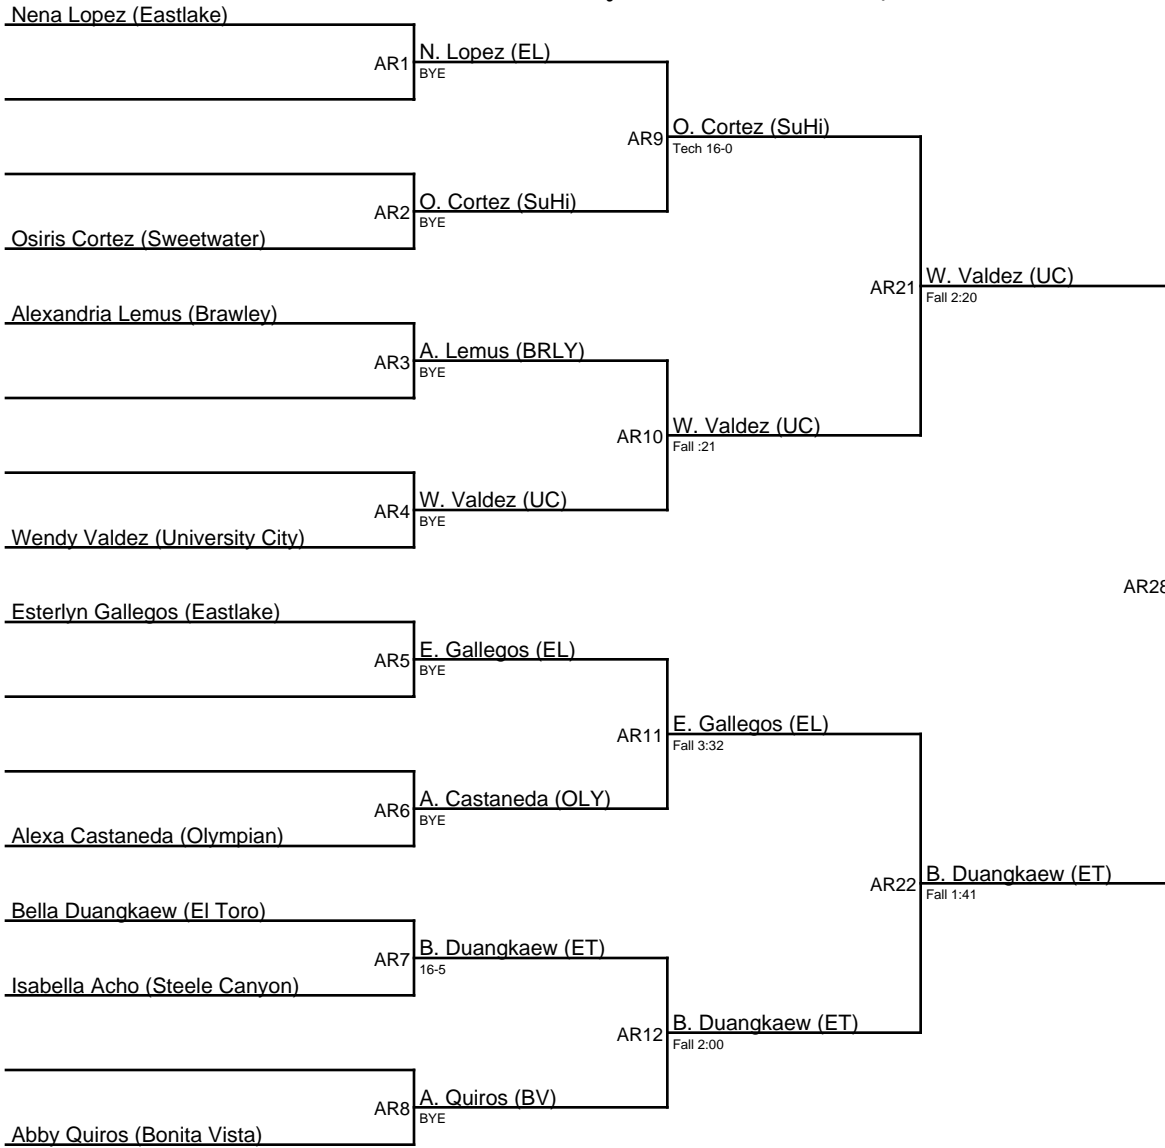 Nena Lopez (Eastlake)
AR1
N. Lopez (EL)
BYE
AR9
O. Cortez (SuHi)
Tech 16-0
AR2
O. Cortez (SuHi)
BYE
Osiris Cortez (Sweetwater)
AR21
W. Valdez (UC)
Fall 2:20
Alexandria Lemus (Brawley)
AR3
A. Lemus (BRLY)
BYE
AR10
W. Valdez (UC)
Fall :21
AR4
W. Valdez (UC)
BYE
Wendy Valdez (University City)
AR28
Esterlyn Gallegos (Eastlake)
AR5
E. Gallegos (EL)
BYE
AR11
E. Gallegos (EL)
Fall 3:32
AR6
A. Castaneda (OLY)
BYE
Alexa Castaneda (Olympian)
AR22
B. Duangkaew (ET)
Fall 1:41
Bella Duangkaew (El Toro)
AR7
B. Duangkaew (ET)
16-5
Isabella Acho (Steele Canyon)
AR12
B. Duangkaew (ET)
Fall 2:00
AR8
A. Quiros (BV)
BYE
Abby Quiros (Bonita Vista)